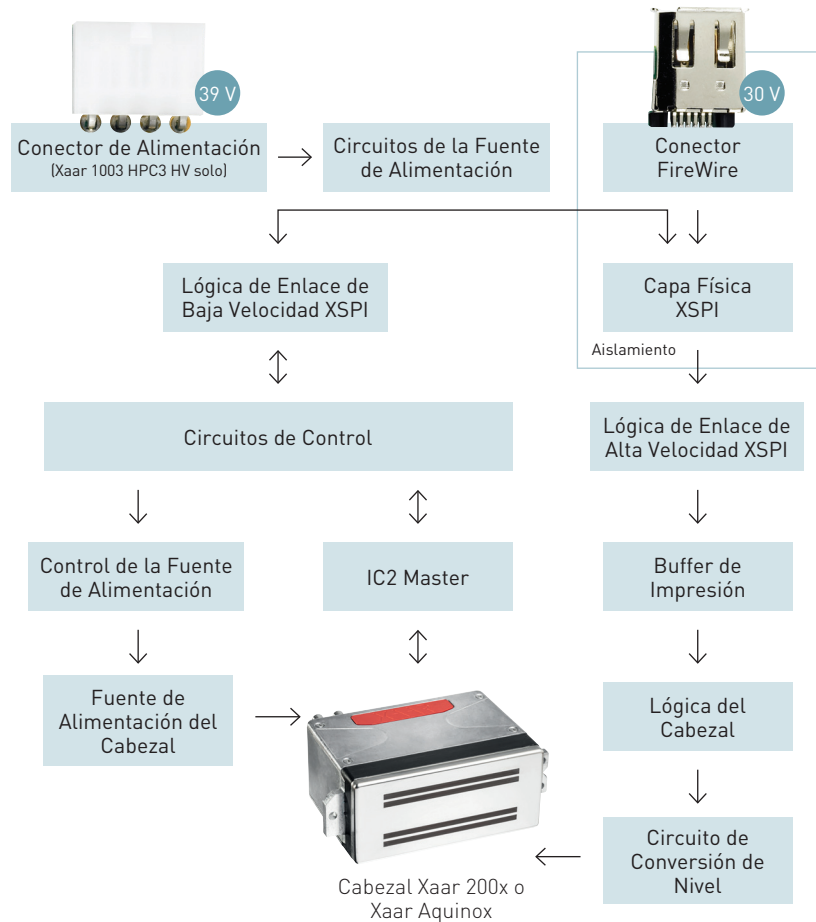 39 V
30 V
Conector de Alimentación
(Xaar 1003 HPC3 HV solo)
Circuitos de la Fuente
de Alimentación
Conector
FireWire
Lógica de Enlace de
Baja Velocidad XSPI
Capa Física
XSPI
Aislamiento
Circuitos de Control
Lógica de Enlace de
Alta Velocidad XSPI
Control de la Fuente
de Alimentación
IC2 Master
Buffer de
Impresión
Fuente de
Alimentación del
Cabezal
Lógica del
Cabezal
Circuito de
Conversión de
Nivel
Cabezal Xaar 200x o
Xaar Aquinox